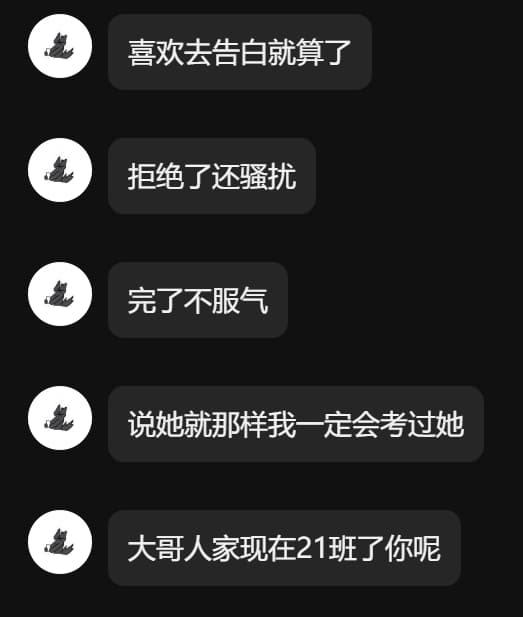 喜欢去告白就算了
拒绝了还骚扰
完了不服气
说她就那样我一定会考过她
大哥人家现在21班了你呢